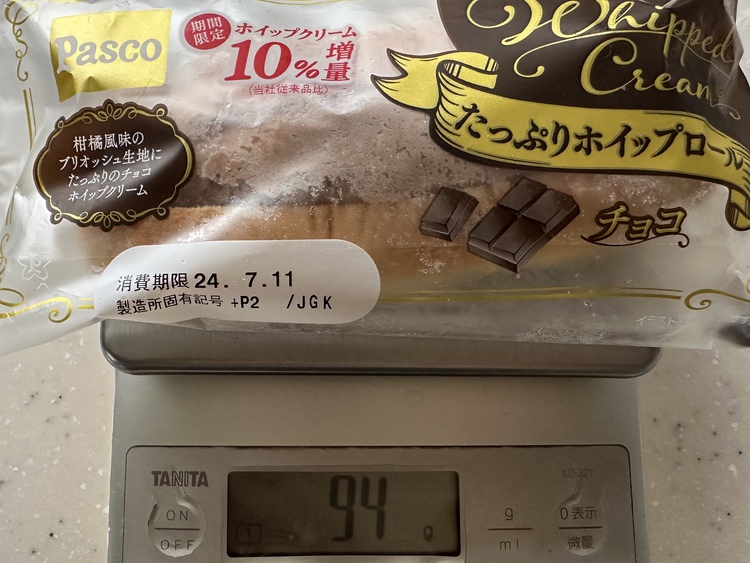 Pasco
期間
限定
ホイップクリーム
10%増量
(当社従来品比)
Whipped
Cream
たっぷりホイップロール
チョコ
柑橘風味の
ブリオッシュ生地に
たっぷりのチョコ
ホイップクリーム
消費期限 24. 7.11
製造所固有記号 +P2 /JGK
TANITA
KD-321
ON
OFF
1
94
g
g
ml
0表示
微量